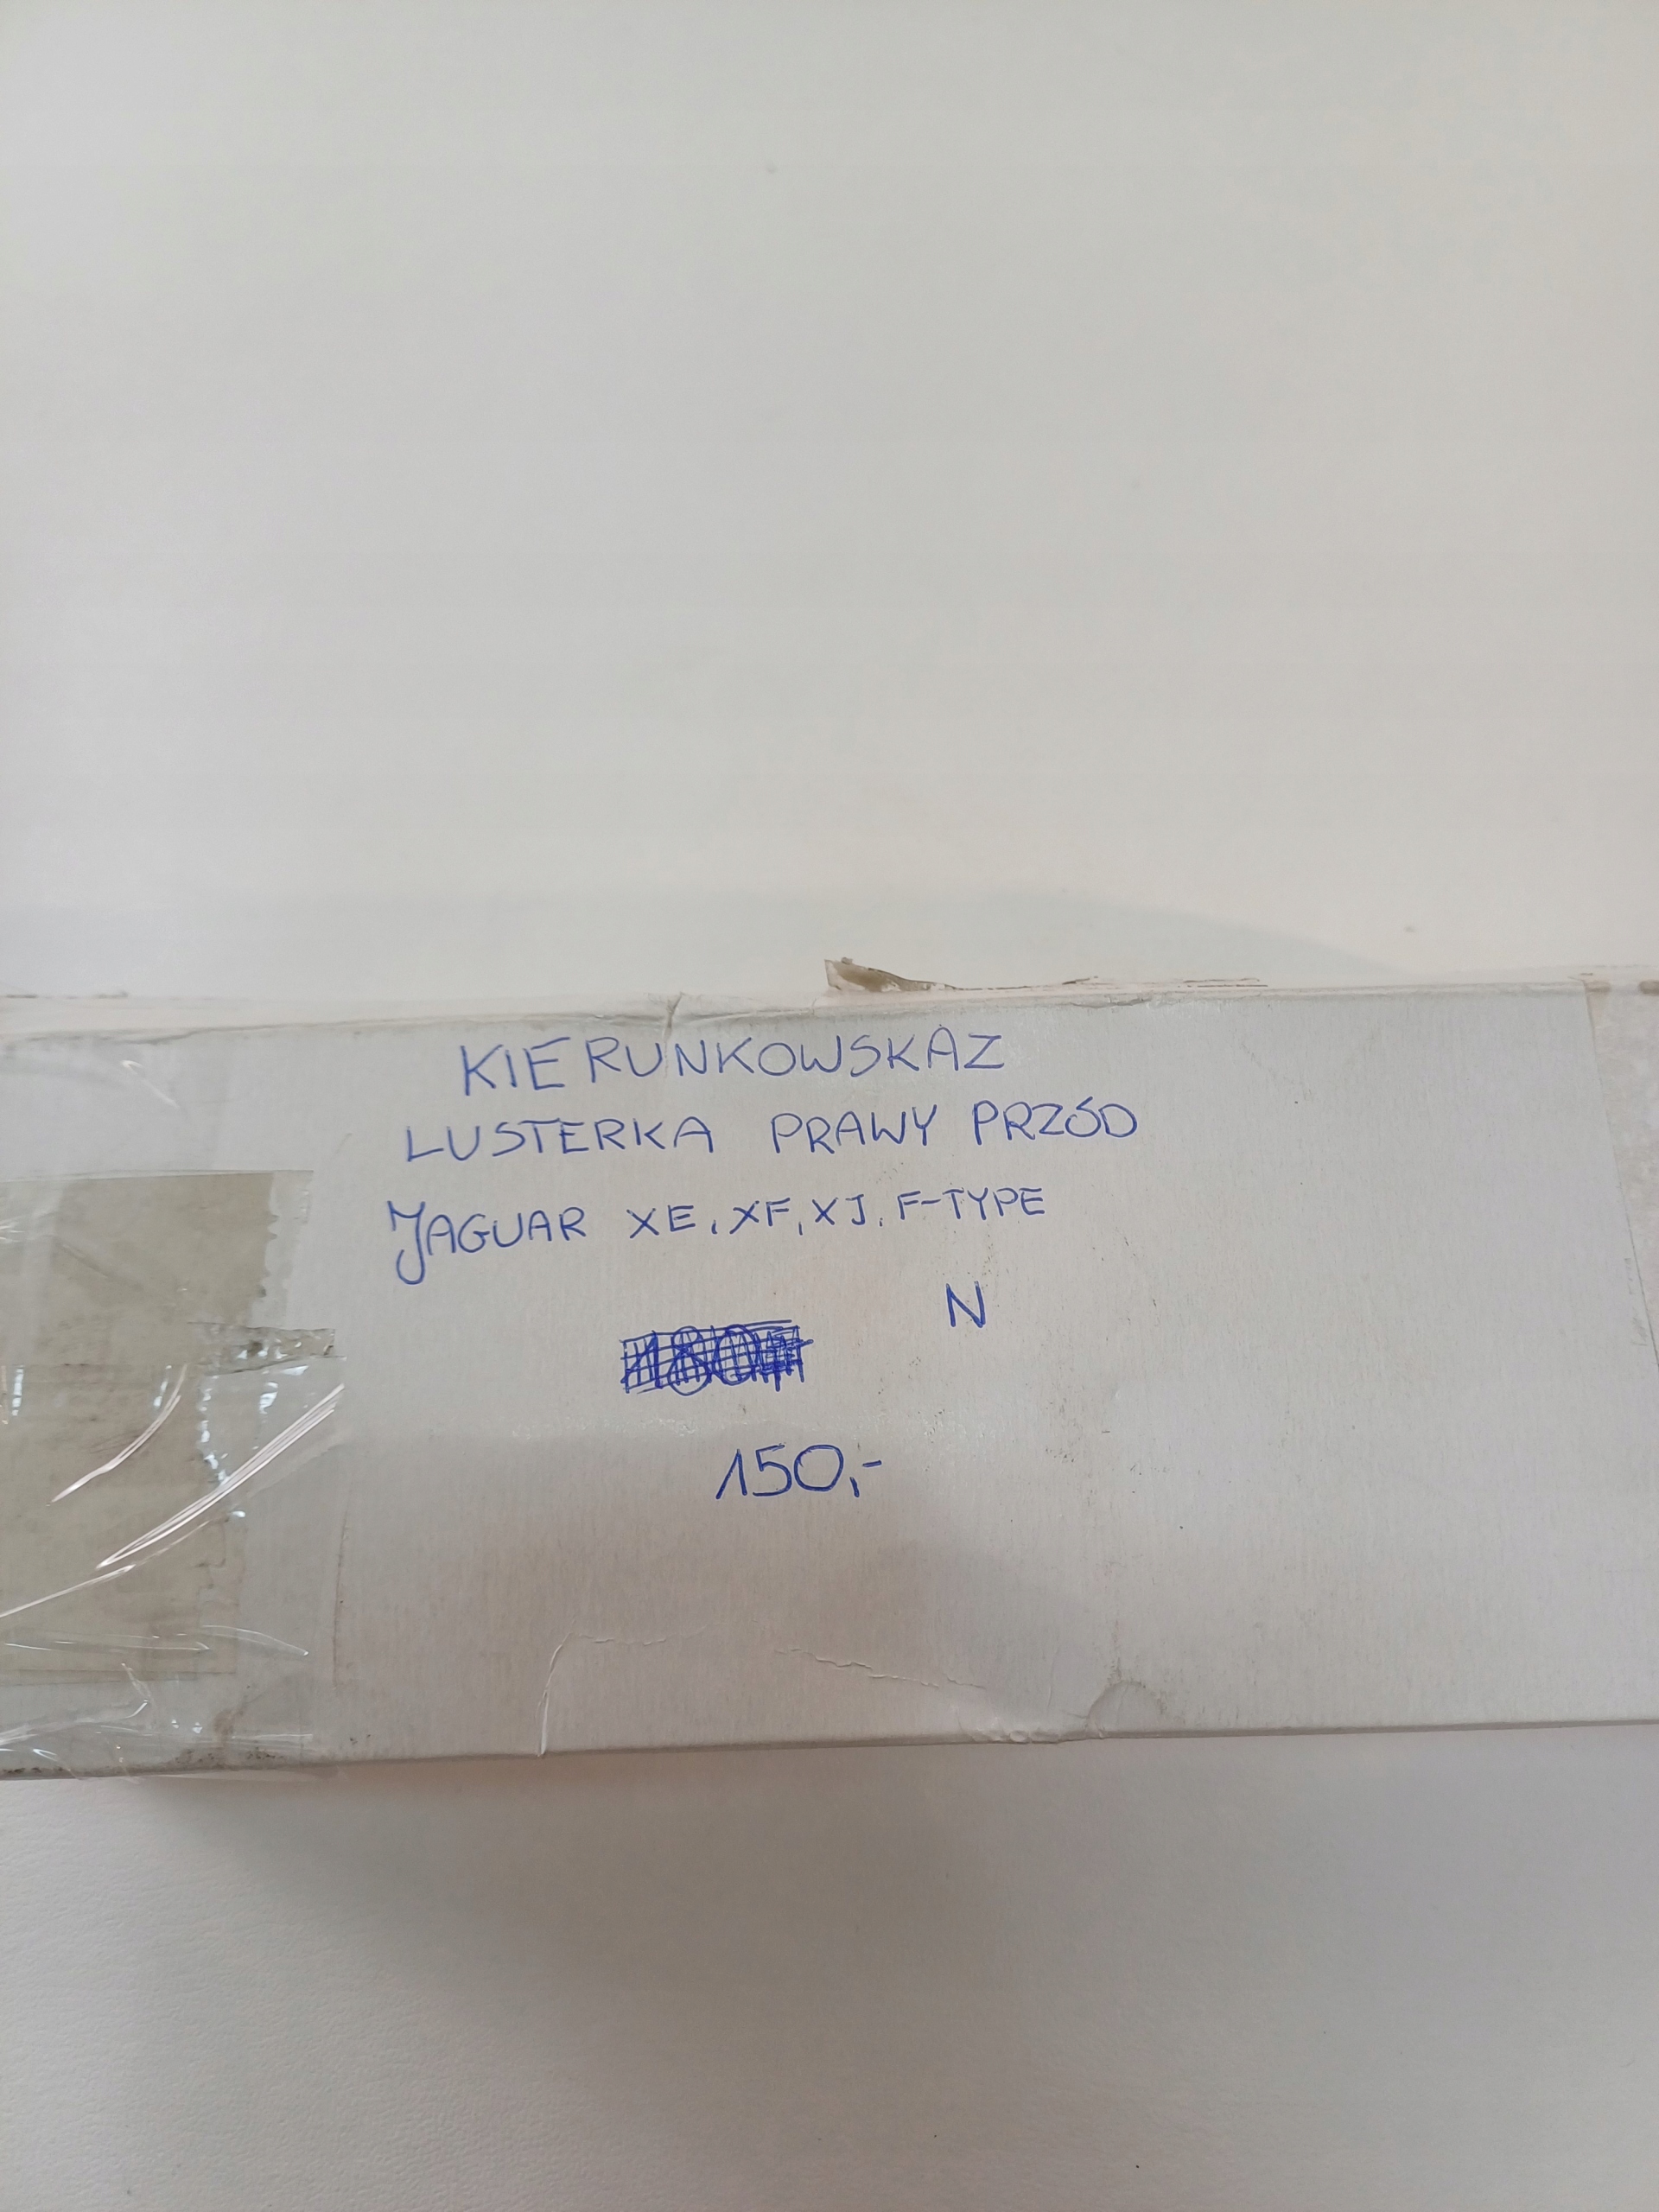 KIERUNKOWSKAZ
LUSTERKA PRAWY PRZÓD
JAGUAR XE, XF, XJ, F-TYPE
N
150,-